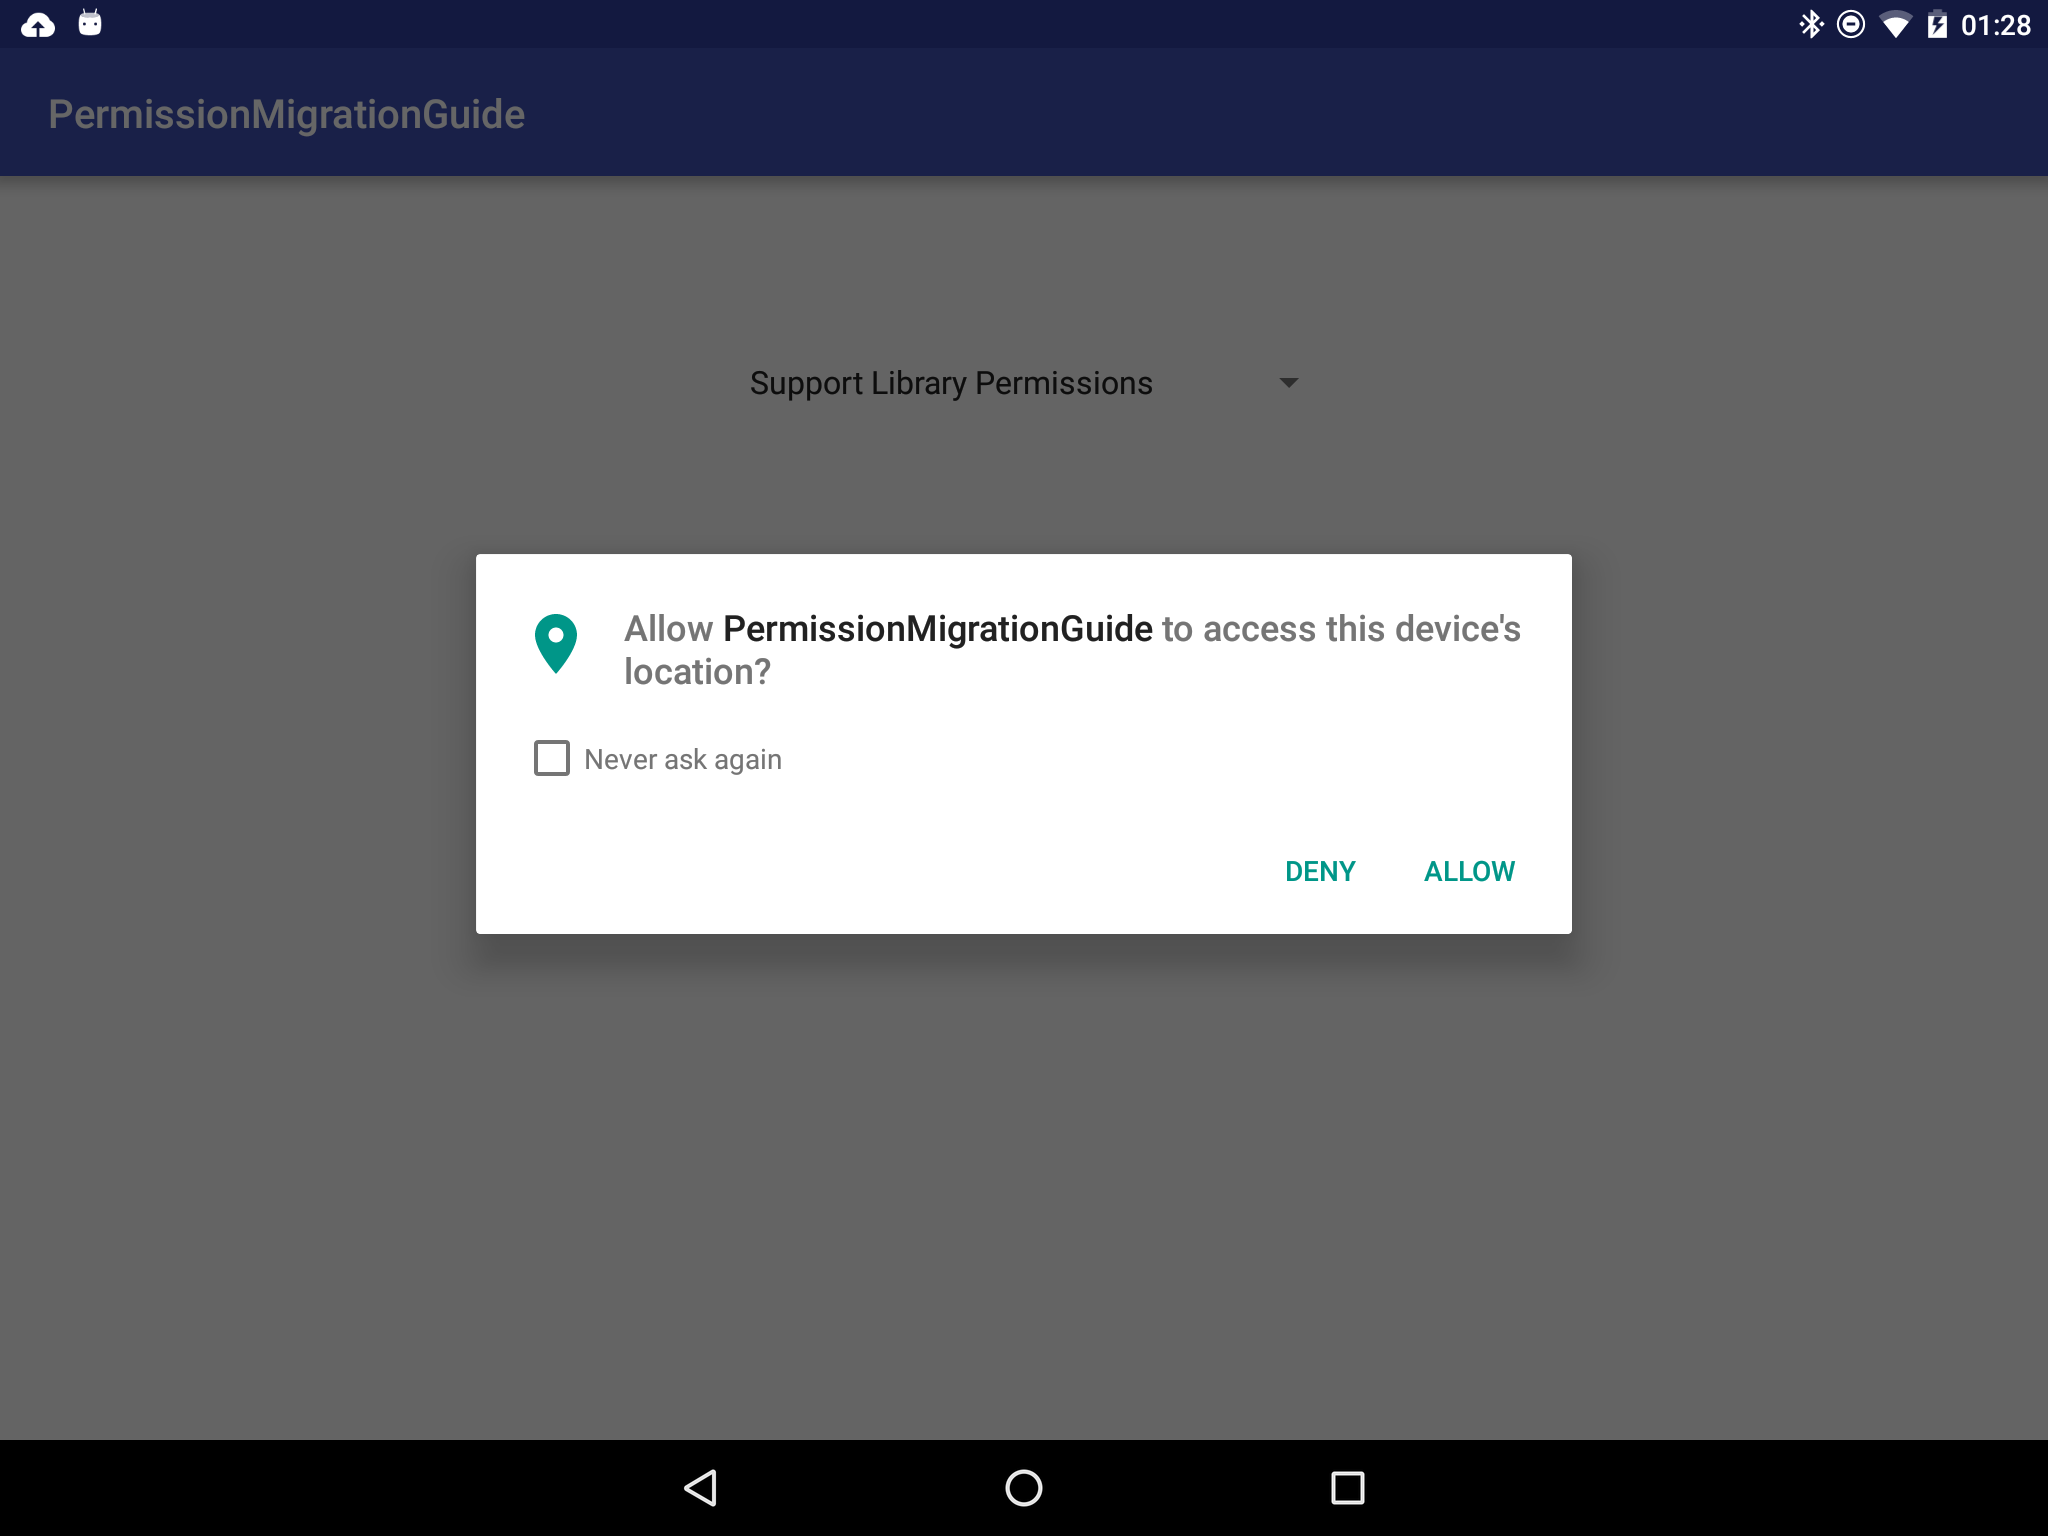 01:28
PermissionMigrationGuide
Support Library Permissions
Allow PermissionMigrationGuide to access this device's
location?
Never ask again
DENY ALLOW